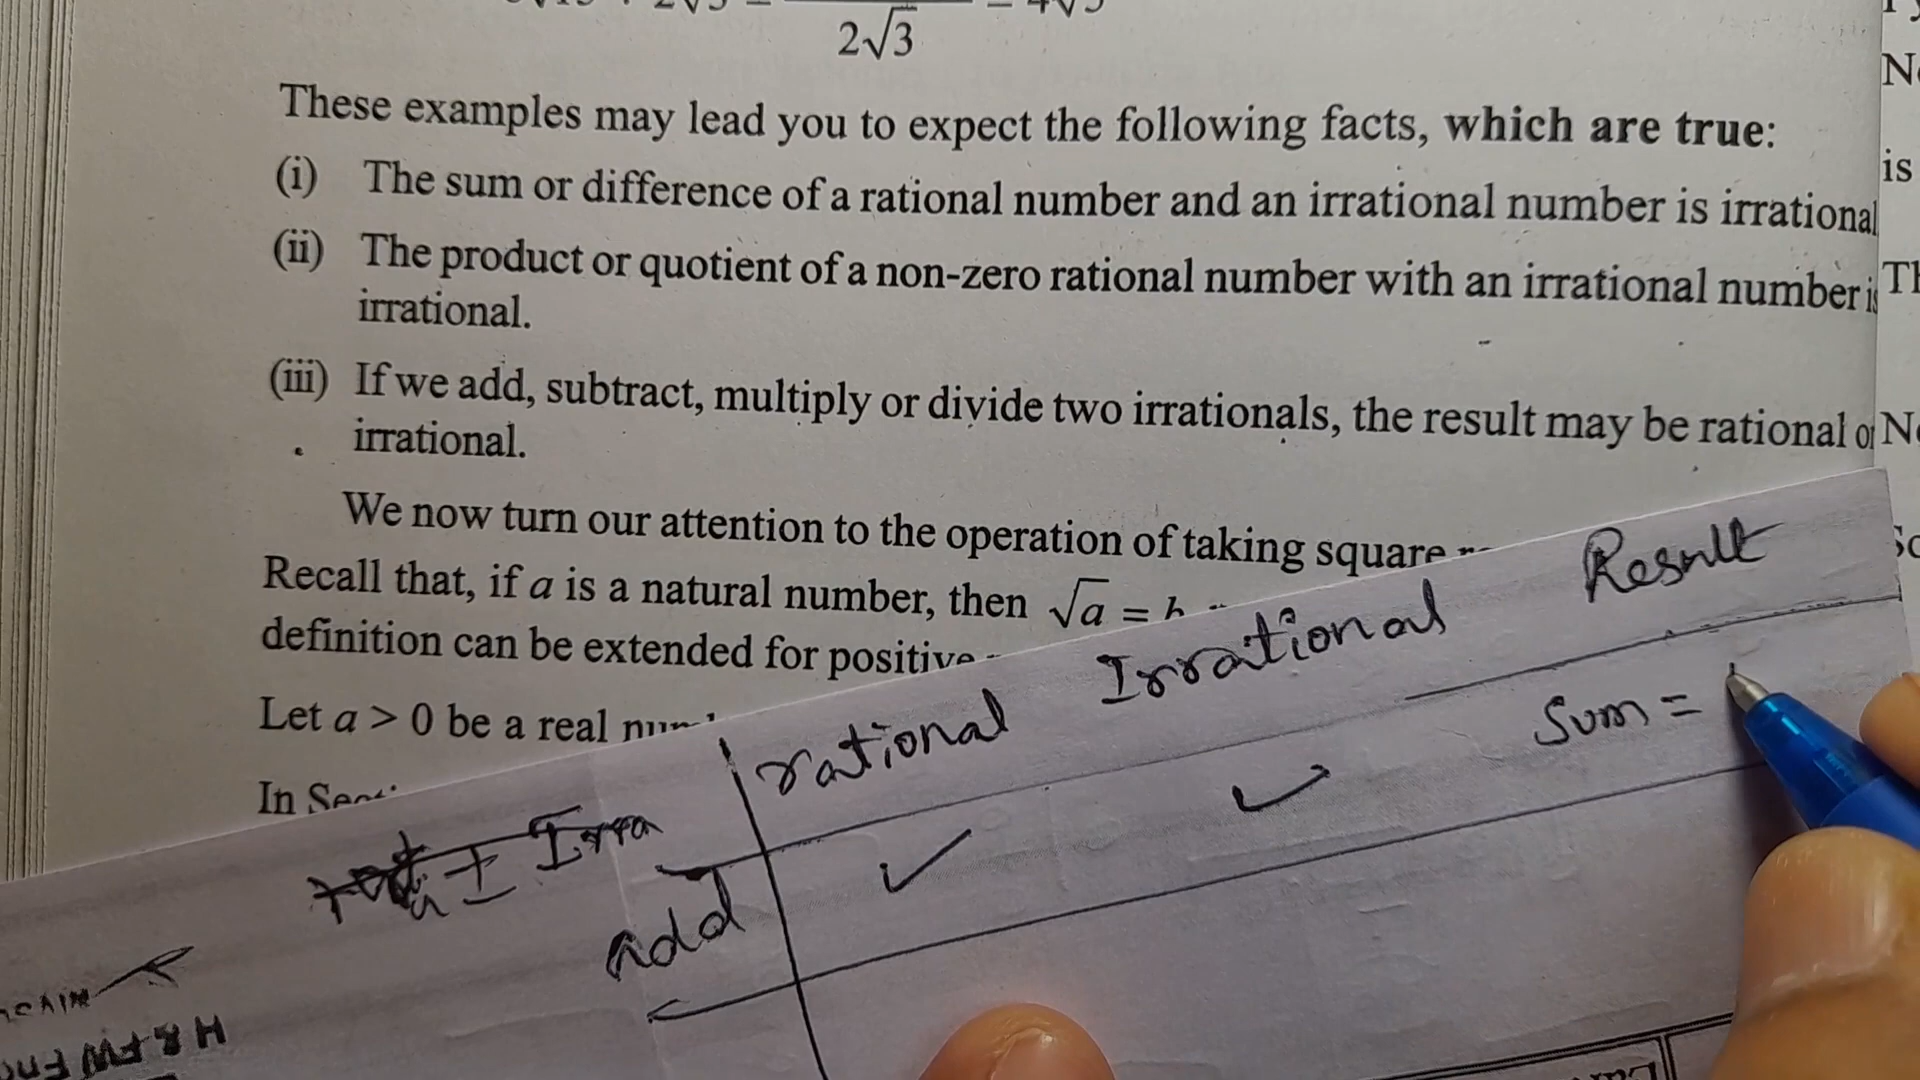 2√3
These examples may lead you to expect the following facts, which are true:
(i) The sum or difference of a rational number and an irrational number is irrational
(ii) The product or quotient of a non-zero rational number with an irrational number is
irrational.
(iii) If we add, subtract, multiply or divide two irrationals, the result may be rational or
irrational.
We now turn our attention to the operation of taking square
Recall that, if a is a natural number, then √a =
definition can be extended for positive
Let a > 0 be a real
In
rational Irrational Result
± Irra
add ✓ ✓ Sum =
is
H & FW